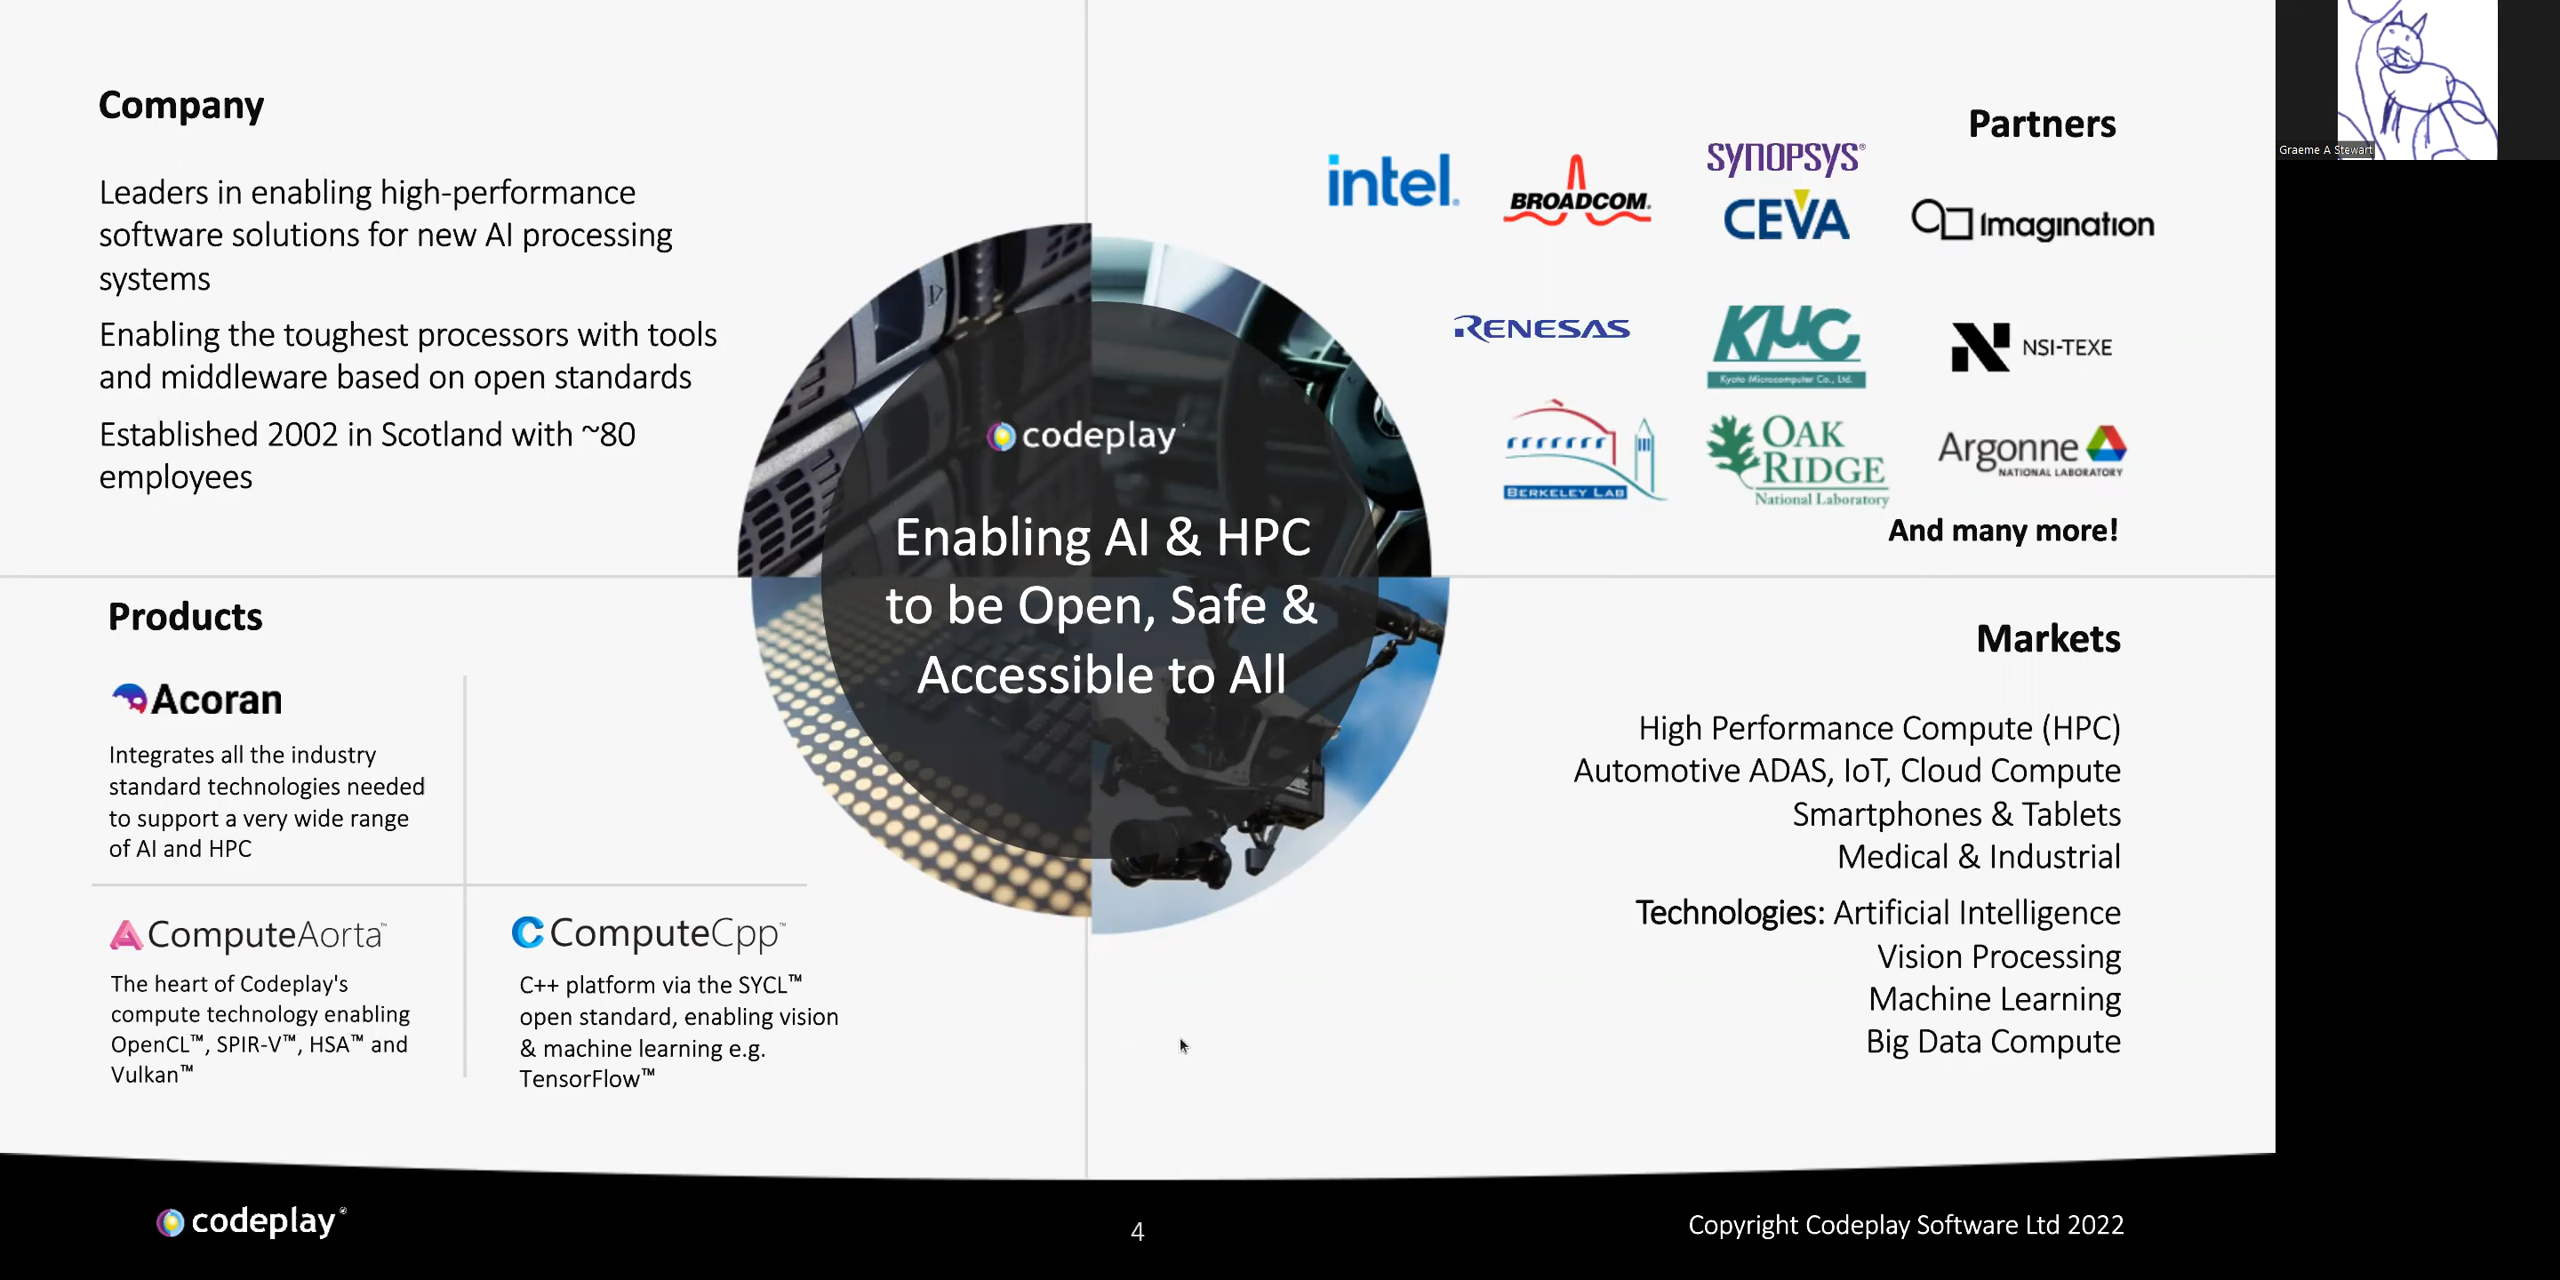 Company
Leaders in enabling high-performance
software solutions for new AI processing
systems
Enabling the toughest processors with tools
and middleware based on open standards
Established 2002 in Scotland with ~80
employees
Partners
intel.
BROADCOM.
SYNOPSYS®
CEVA
Imagination
RENESAS
KMC
Kyoto Microcomputer Co., Ltd.
NSI-TEXE
BERKELEY LAB
OAK
RIDGE
National Laboratory
Argonne
NATIONAL LABORATORY
And many more!
codeplay
Enabling AI & HPC
to be Open, Safe &
Accessible to All
Products
Acoran
Integrates all the industry
standard technologies needed
to support a very wide range
of AI and HPC
ComputeAorta™
The heart of Codeplay's
compute technology enabling
OpenCL™, SPIR-V™, HSA™ and
Vulkan™
ComputeCpp™
C++ platform via the SYCL™
open standard, enabling vision
& machine learning e.g.
TensorFlow™
Markets
High Performance Compute (HPC)
Automotive ADAS, IoT, Cloud Compute
Smartphones & Tablets
Medical & Industrial
Technologies: Artificial Intelligence
Vision Processing
Machine Learning
Big Data Compute
codeplay®
4
Copyright Codeplay Software Ltd 2022
Graeme A Stewart